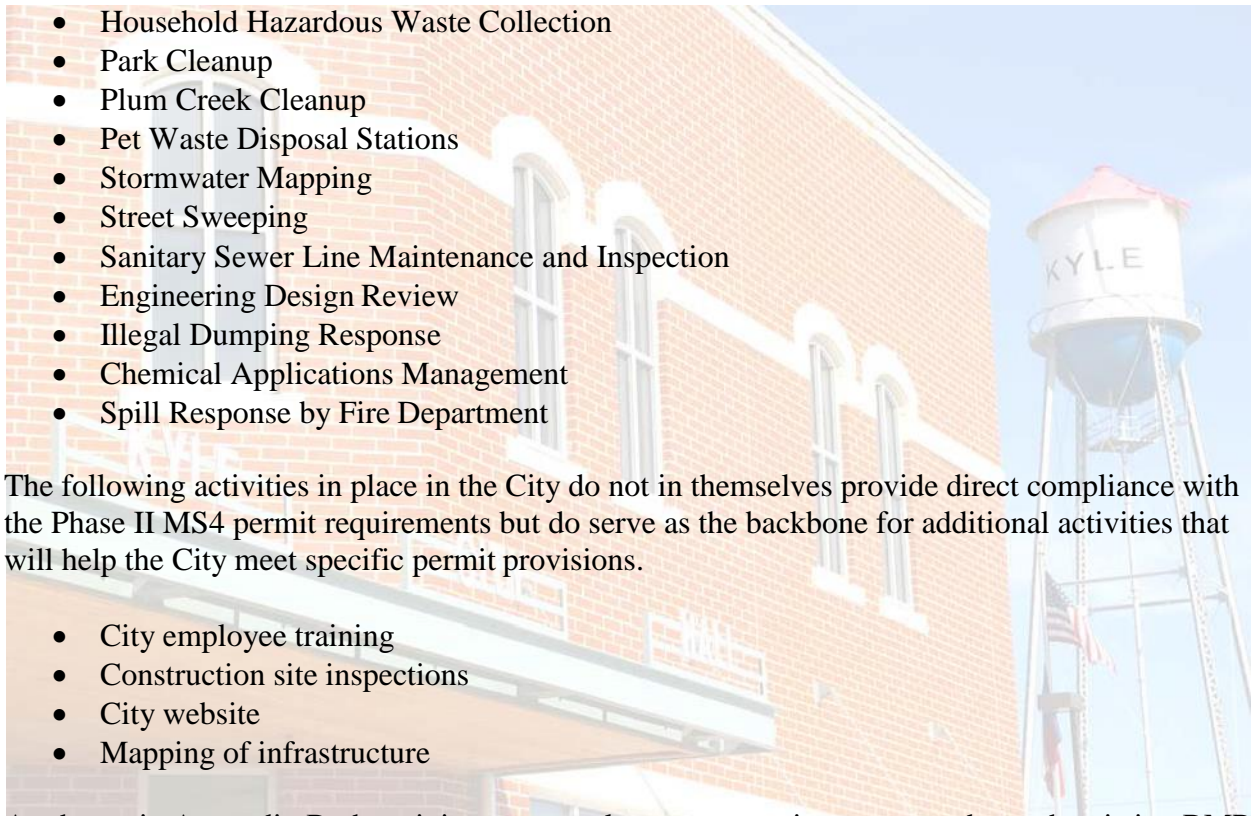 • Household Hazardous Waste Collection
• Park Cleanup
• Plum Creek Cleanup
• Pet Waste Disposal Stations
• Stormwater Mapping
• Street Sweeping
• Sanitary Sewer Line Maintenance and Inspection
• Engineering Design Review
• Illegal Dumping Response
• Chemical Applications Management
• Spill Response by Fire Department
KYLE
KYLE
The following activities in place in the City do not in themselves provide direct compliance with
the Phase II MS4 permit requirements but do serve as the backbone for additional activities that
will help the City meet specific permit provisions.
HALL
• City employee training
• Construction site inspections
• City website
• Mapping of infrastructure